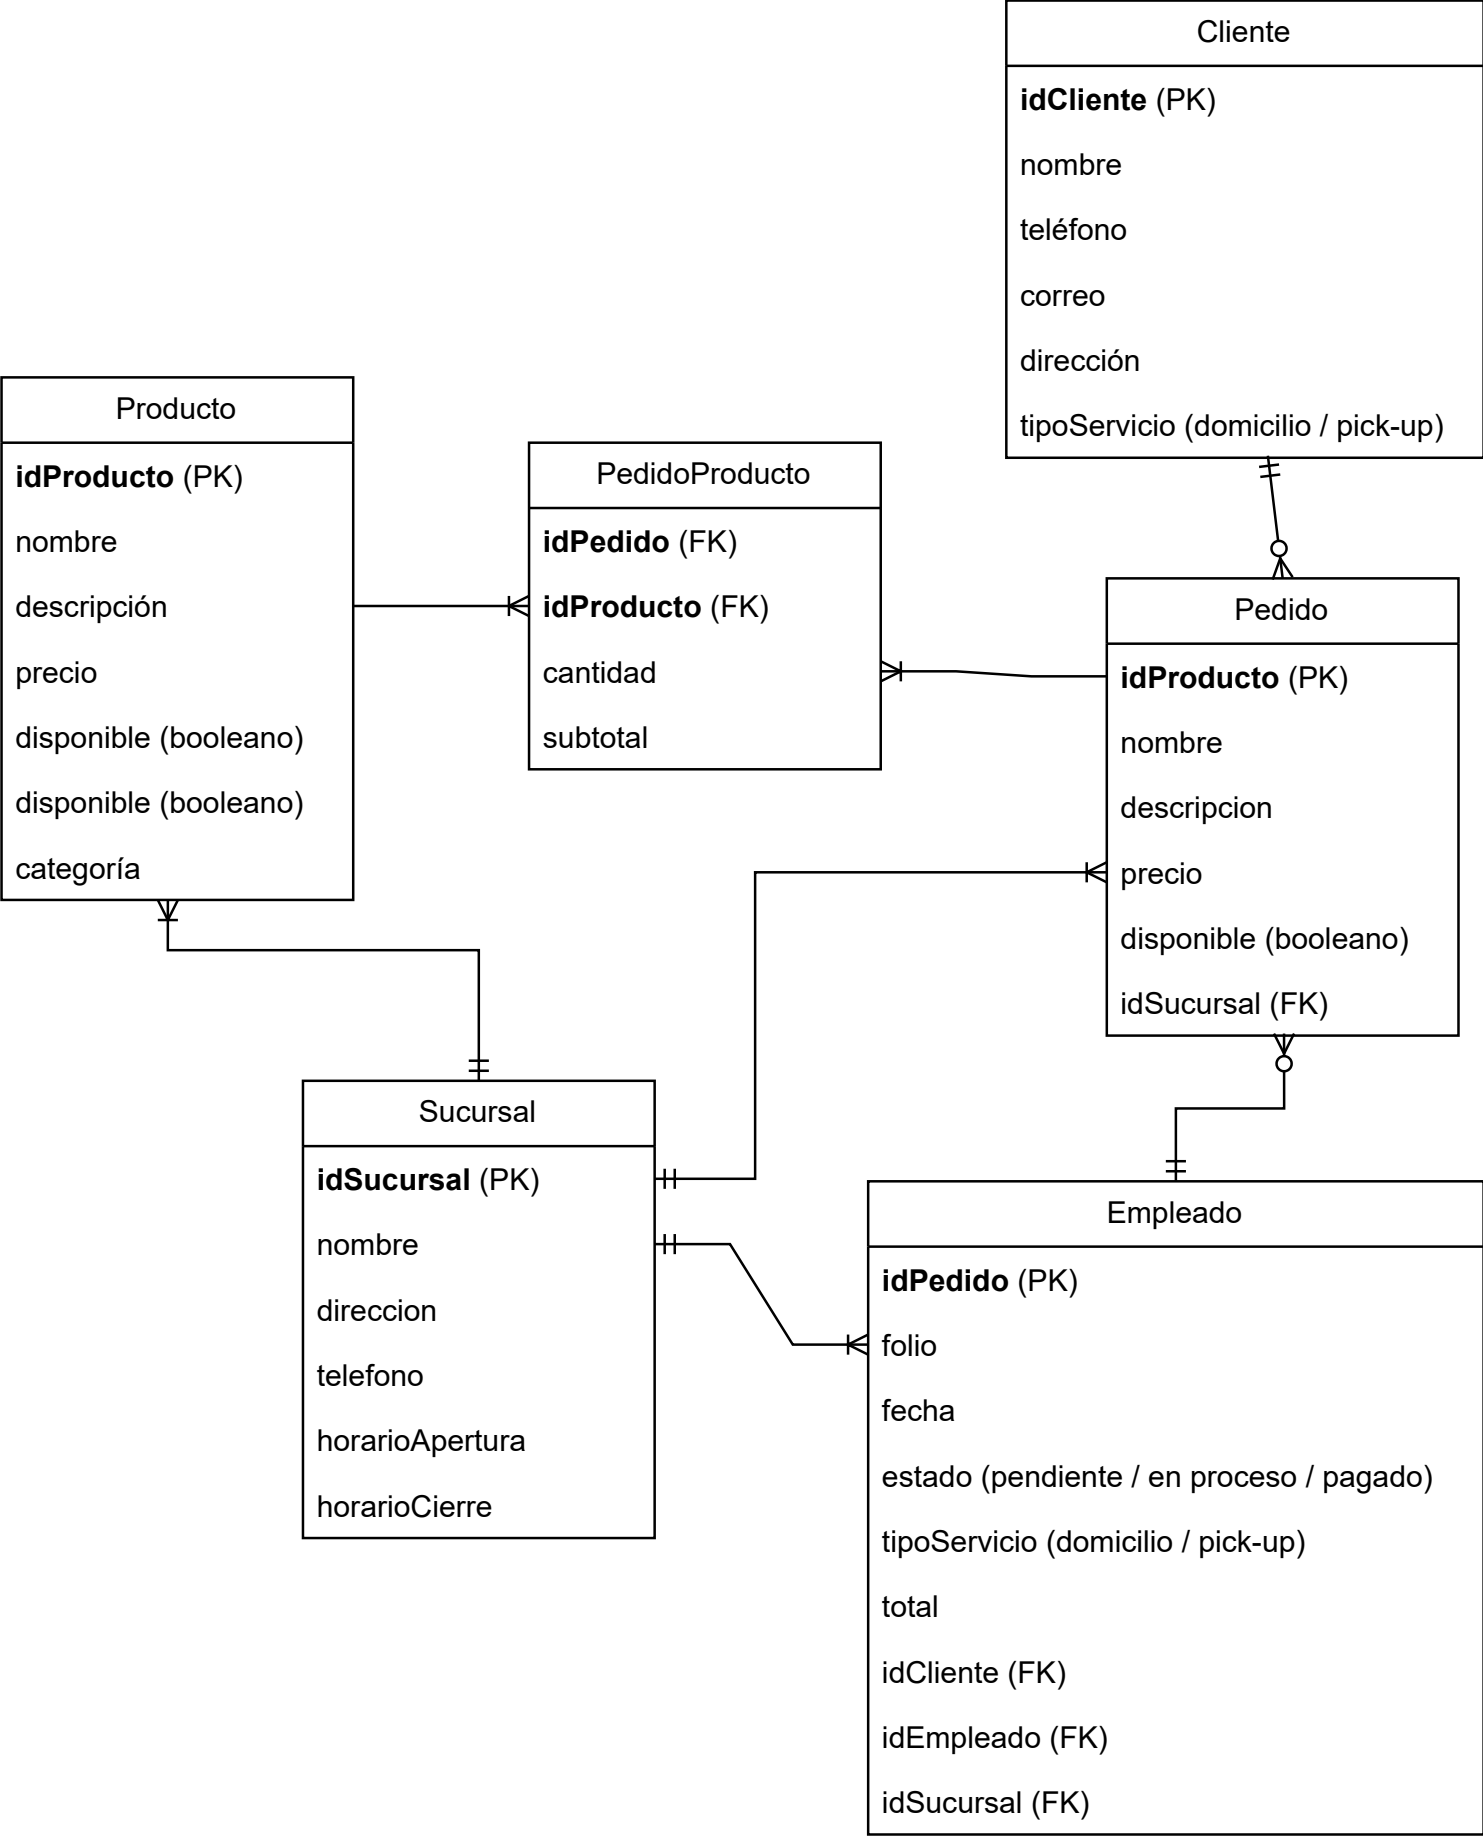 Cliente
idCliente (PK)
nombre
teléfono
correo
dirección
tipoServicio (domicilio / pick-up)
Producto
idProducto (PK)
nombre
descripción
precio
disponible (booleano)
disponible (booleano)
categoría
PedidoProducto
idPedido (FK)
idProducto (FK)
cantidad
subtotal
Pedido
idProducto (PK)
nombre
descripcion
precio
disponible (booleano)
idSucursal (FK)
Sucursal
idSucursal (PK)
nombre
direccion
telefono
horarioApertura
horarioCierre
Empleado
idPedido (PK)
folio
fecha
estado (pendiente / en proceso / pagado)
tipoServicio (domicilio / pick-up)
total
idCliente (FK)
idEmpleado (FK)
idSucursal (FK)